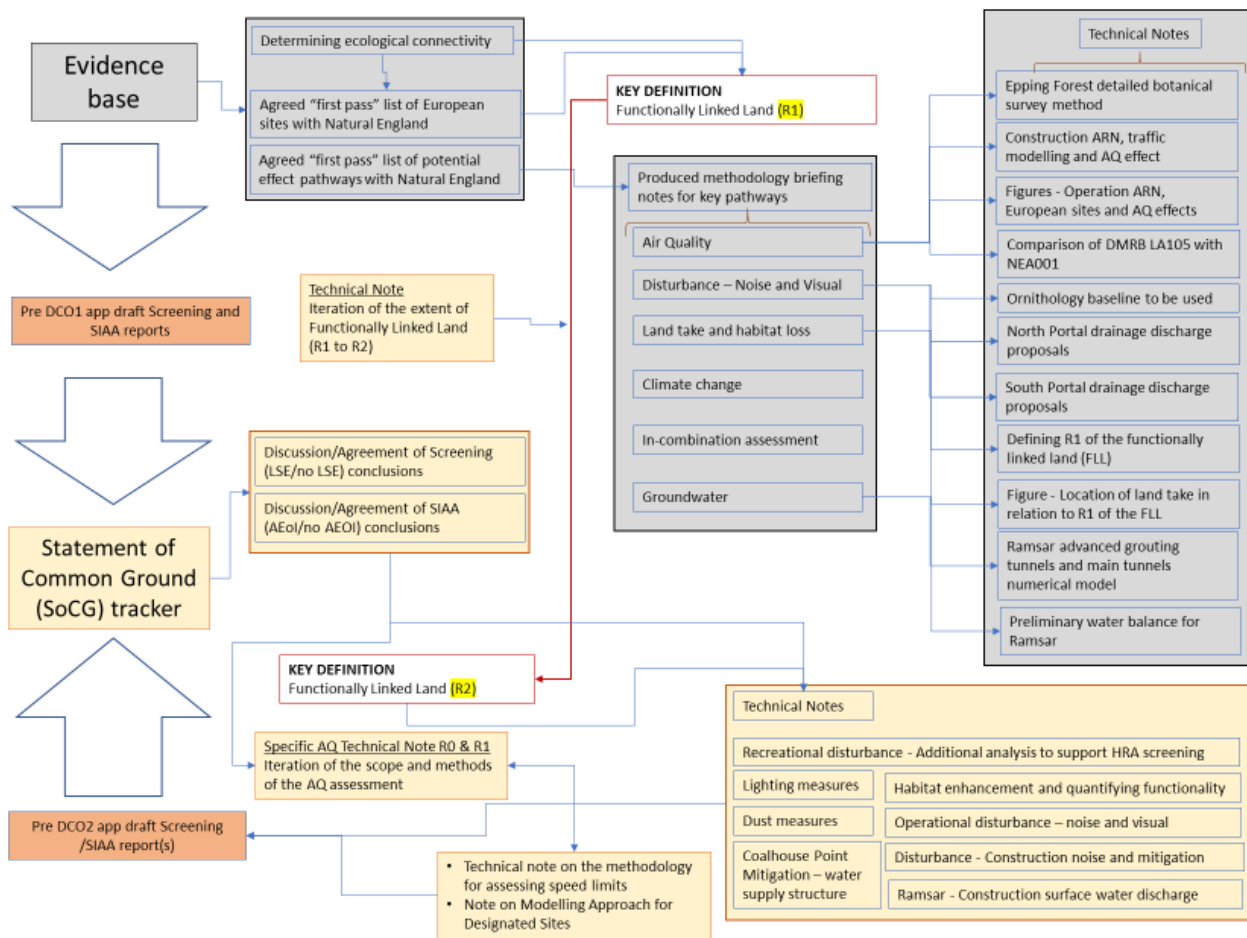 Evidence
base
Determining ecological connectivity
Agreed “first pass” list of European
sites with Natural England
Agreed “first pass” list of potential
effect pathways with Natural England
KEY DEFINITION
Functionally Linked Land (R1)
Produced methodology briefing
notes for key pathways
Air Quality
Disturbance – Noise and Visual
Land take and habitat loss
Climate change
In-combination assessment
Groundwater
Technical Notes
Epping Forest detailed botanical
survey method
Construction ARN, traffic
modelling and AQ effect
Figures - Operation ARN,
European sites and AQ effects
Comparison of DMRB LA105 with
NEA001
Ornithology baseline to be used
North Portal drainage discharge
proposals
South Portal drainage discharge
proposals
Defining R1 of the functionally
linked land (FLL)
Figure - Location of land take in
relation to R1 of the FLL
Ramsar advanced grouting
tunnels and main tunnels
numerical model
Preliminary water balance for
Ramsar
Pre DCO1 app draft Screening and
SIAA reports
Technical Note
Iteration of the extent of
Functionally Linked Land
(R1 to R2)
Discussion/Agreement of Screening
(LSE/no LSE) conclusions
Discussion/Agreement of SIAA
(AEoI/no AEOI) conclusions
Statement of
Common Ground
(SoCG) tracker
KEY DEFINITION
Functionally Linked Land (R2)
Specific AQ Technical Note R0 & R1
Iteration of the scope and methods
of the AQ assessment
Pre DCO2 app draft Screening
/SIAA report(s)
• Technical note on the methodology
for assessing speed limits
• Note on Modelling Approach for
Designated Sites
Technical Notes
Recreational disturbance - Additional analysis to support HRA screening
Lighting measures
Habitat enhancement and quantifying functionality
Dust measures
Operational disturbance – noise and visual
Coalhouse Point
Mitigation – water
supply structure
Disturbance - Construction noise and mitigation
Ramsar - Construction surface water discharge